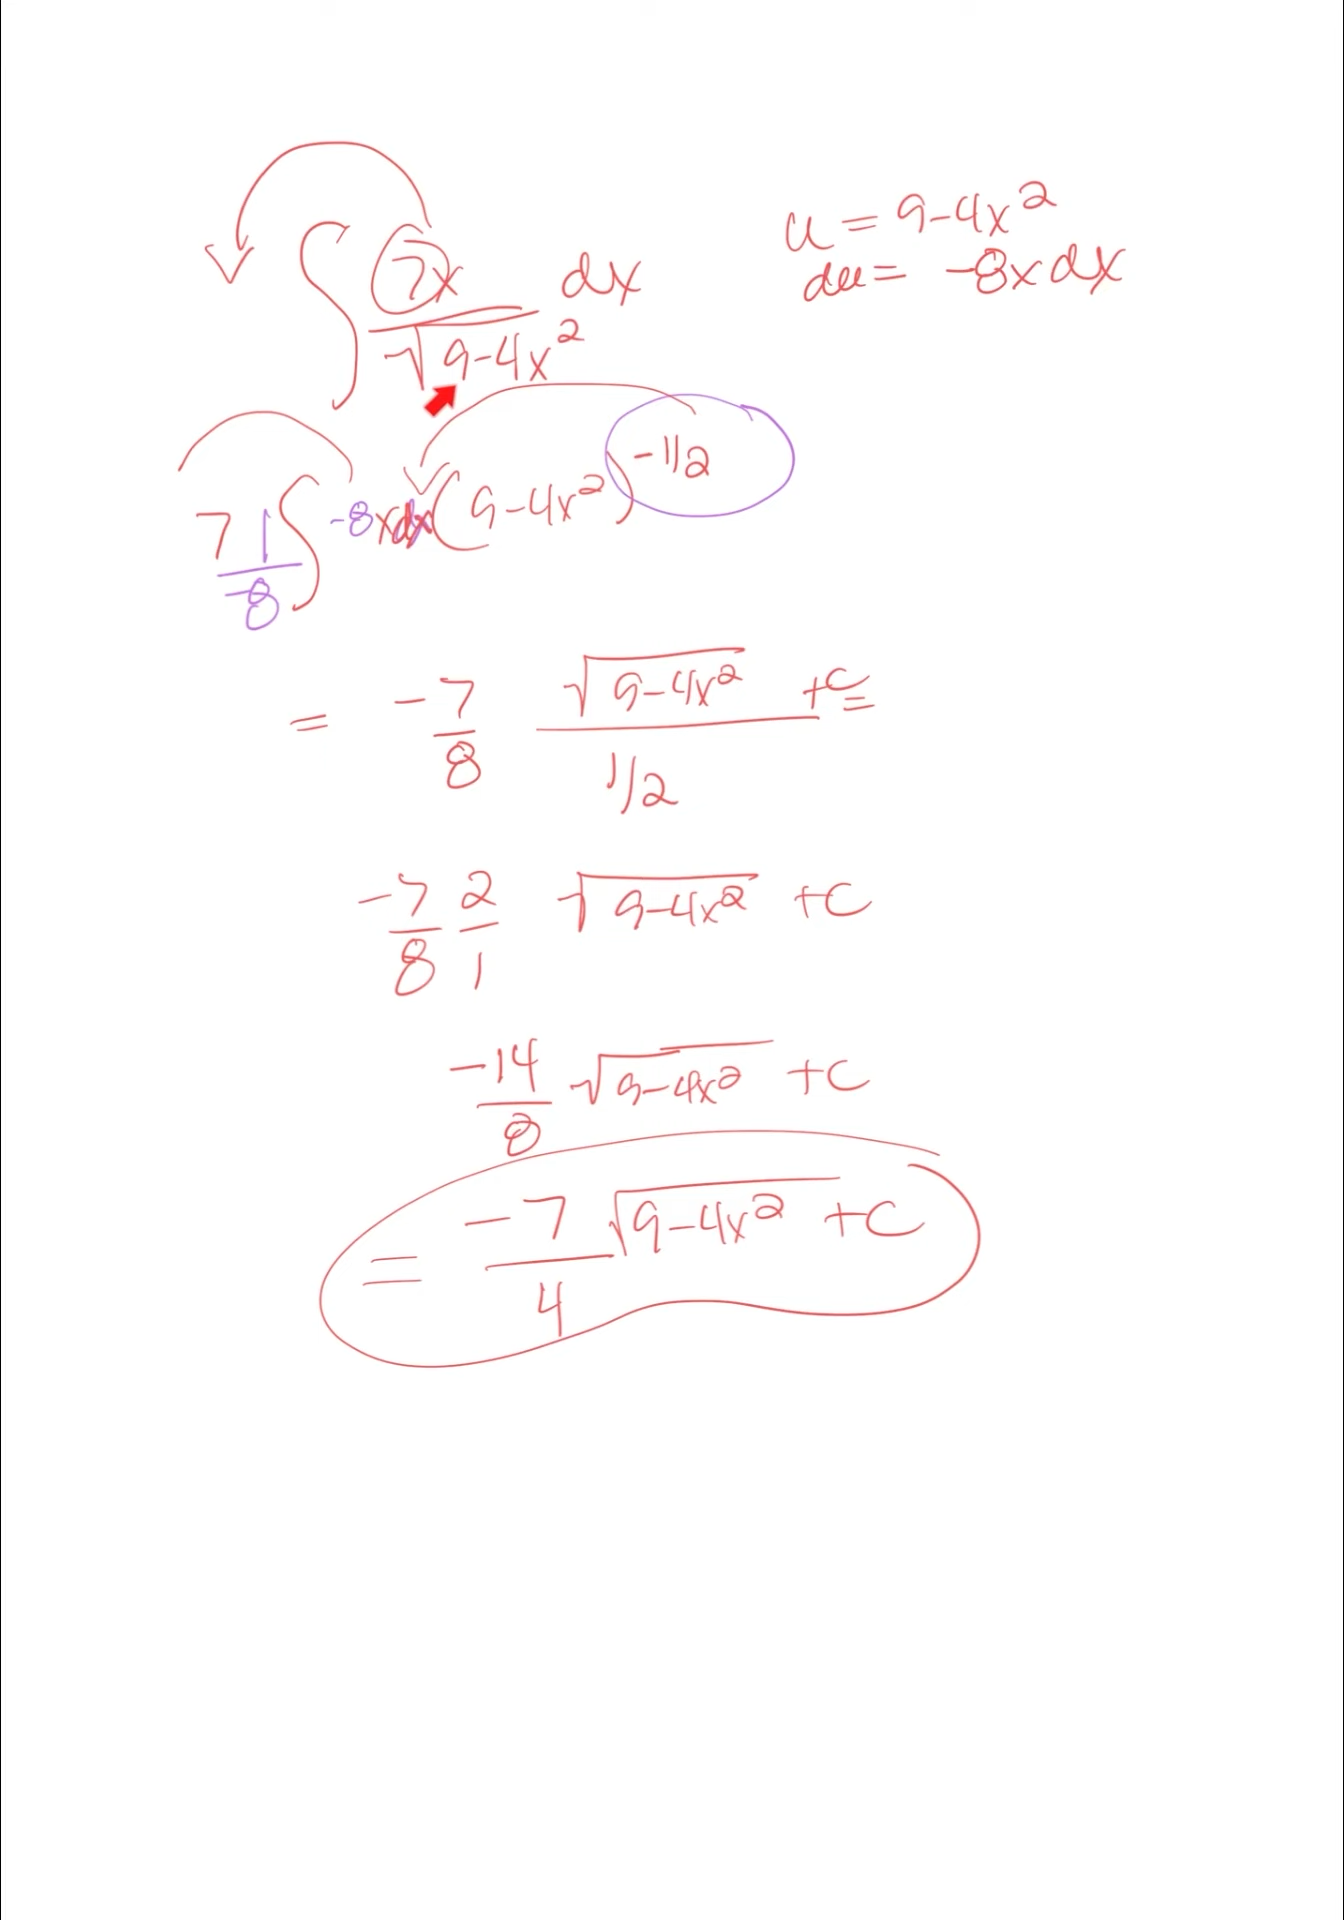 ∫ 7x/√(9-4x²) dx
u = 9-4x²
du = -8x dx
7 1/-8 ∫ -8x dx (9-4x²)^(-1/2)
= -7/8 √(9-4x²)/(1/2) +C
-7/8 2/1 √(9-4x²) +C
-14/8 √(9-4x²) +C
= -7/4 √(9-4x²) +C